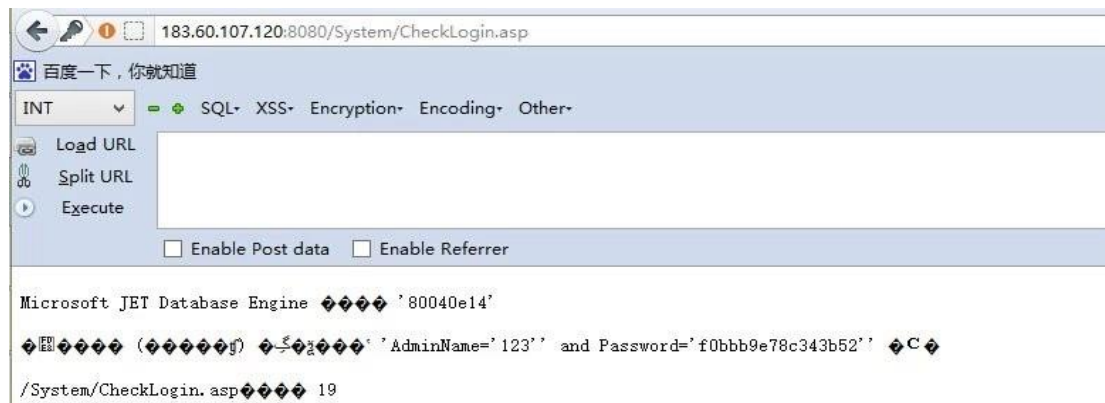 183.60.107.120:8080/System/CheckLogin.asp
百度一下，你就知道
INT SQL- XSS- Encryption- Encoding- Other-
Load URL
Split URL
Execute
Enable Post data Enable Referrer
Microsoft JET Database Engine ���� '80040e14'
'AdminName='123'' and Password='f0bbb9e78c343b52''
/System/CheckLogin.asp���� 19